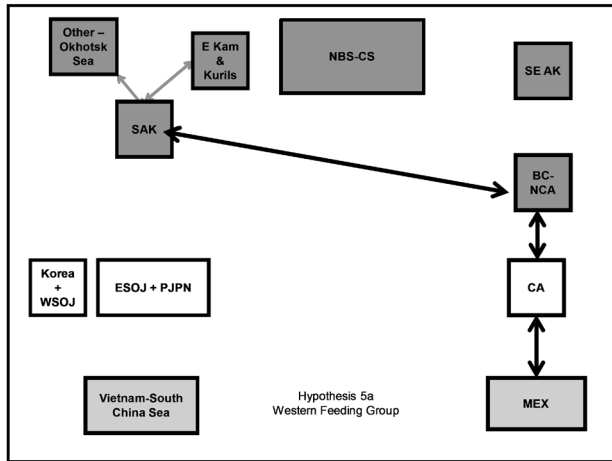 Other –
Okhotsk
Sea
E Kam
&
Kurils
NBS-CS
SE AK
SAK
BC-
NCA
Korea
+
WSOJ
ESOJ + PJPN
CA
Vietnam-South
China Sea
Hypothesis 5a
Western Feeding Group
MEX